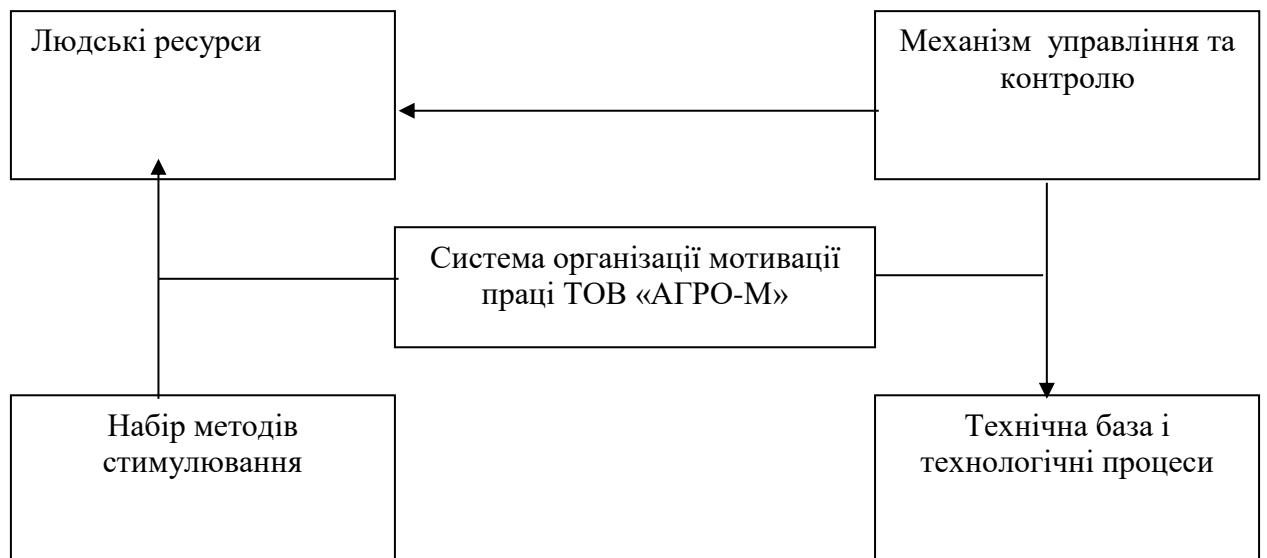 Людські ресурси
Механізм управління та
контролю
Система організації мотивації
праці ТОВ «АГРО-М»
Набір методів
стимулювання
Технічна база і
технологічні процеси